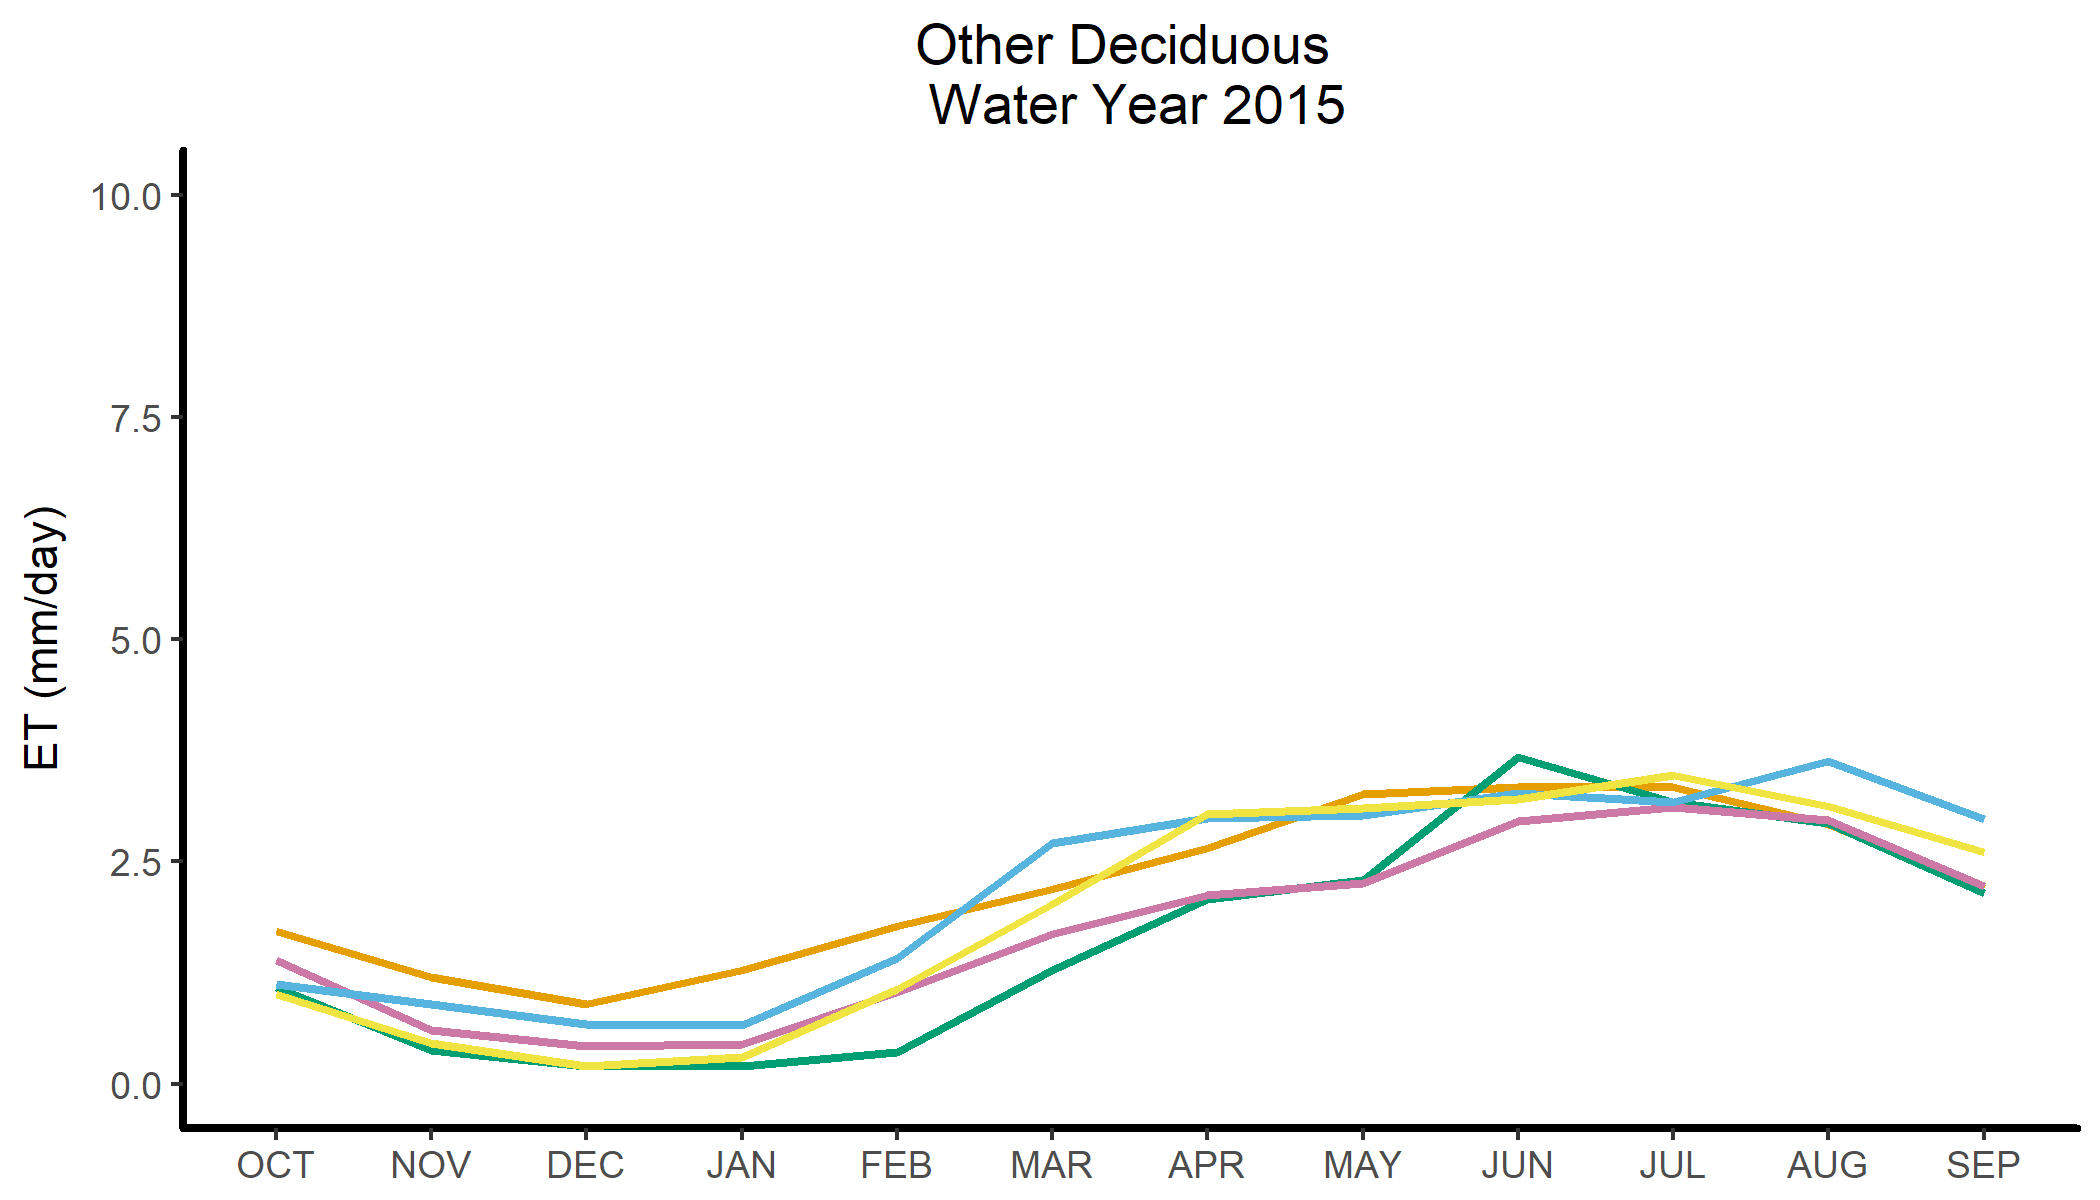 Other Deciduous
Water Year 2015
10.0
7.5
5.0
2.5
0.0
ET (mm/day)
OCT NOV DEC JAN FEB MAR APR MAY JUN JUL AUG SEP